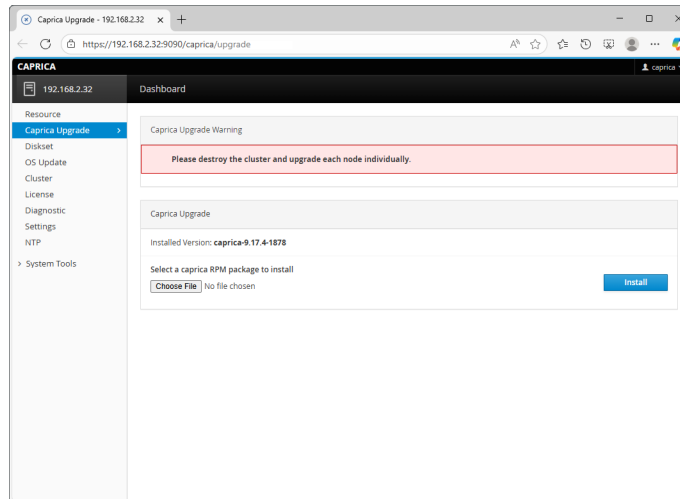 Caprica Upgrade - 192.168.2.32
https://192.168.2.32:9090/caprica/upgrade
CAPRICA
caprica
192.168.2.32
Dashboard
Resource
Caprica Upgrade
Diskset
OS Update
Cluster
License
Diagnostic
Settings
NTP
System Tools
Caprica Upgrade Warning
Please destroy the cluster and upgrade each node individually.
Caprica Upgrade
Installed Version: caprica-9.17.4-1878
Select a caprica RPM package to install
Choose File No file chosen
Install